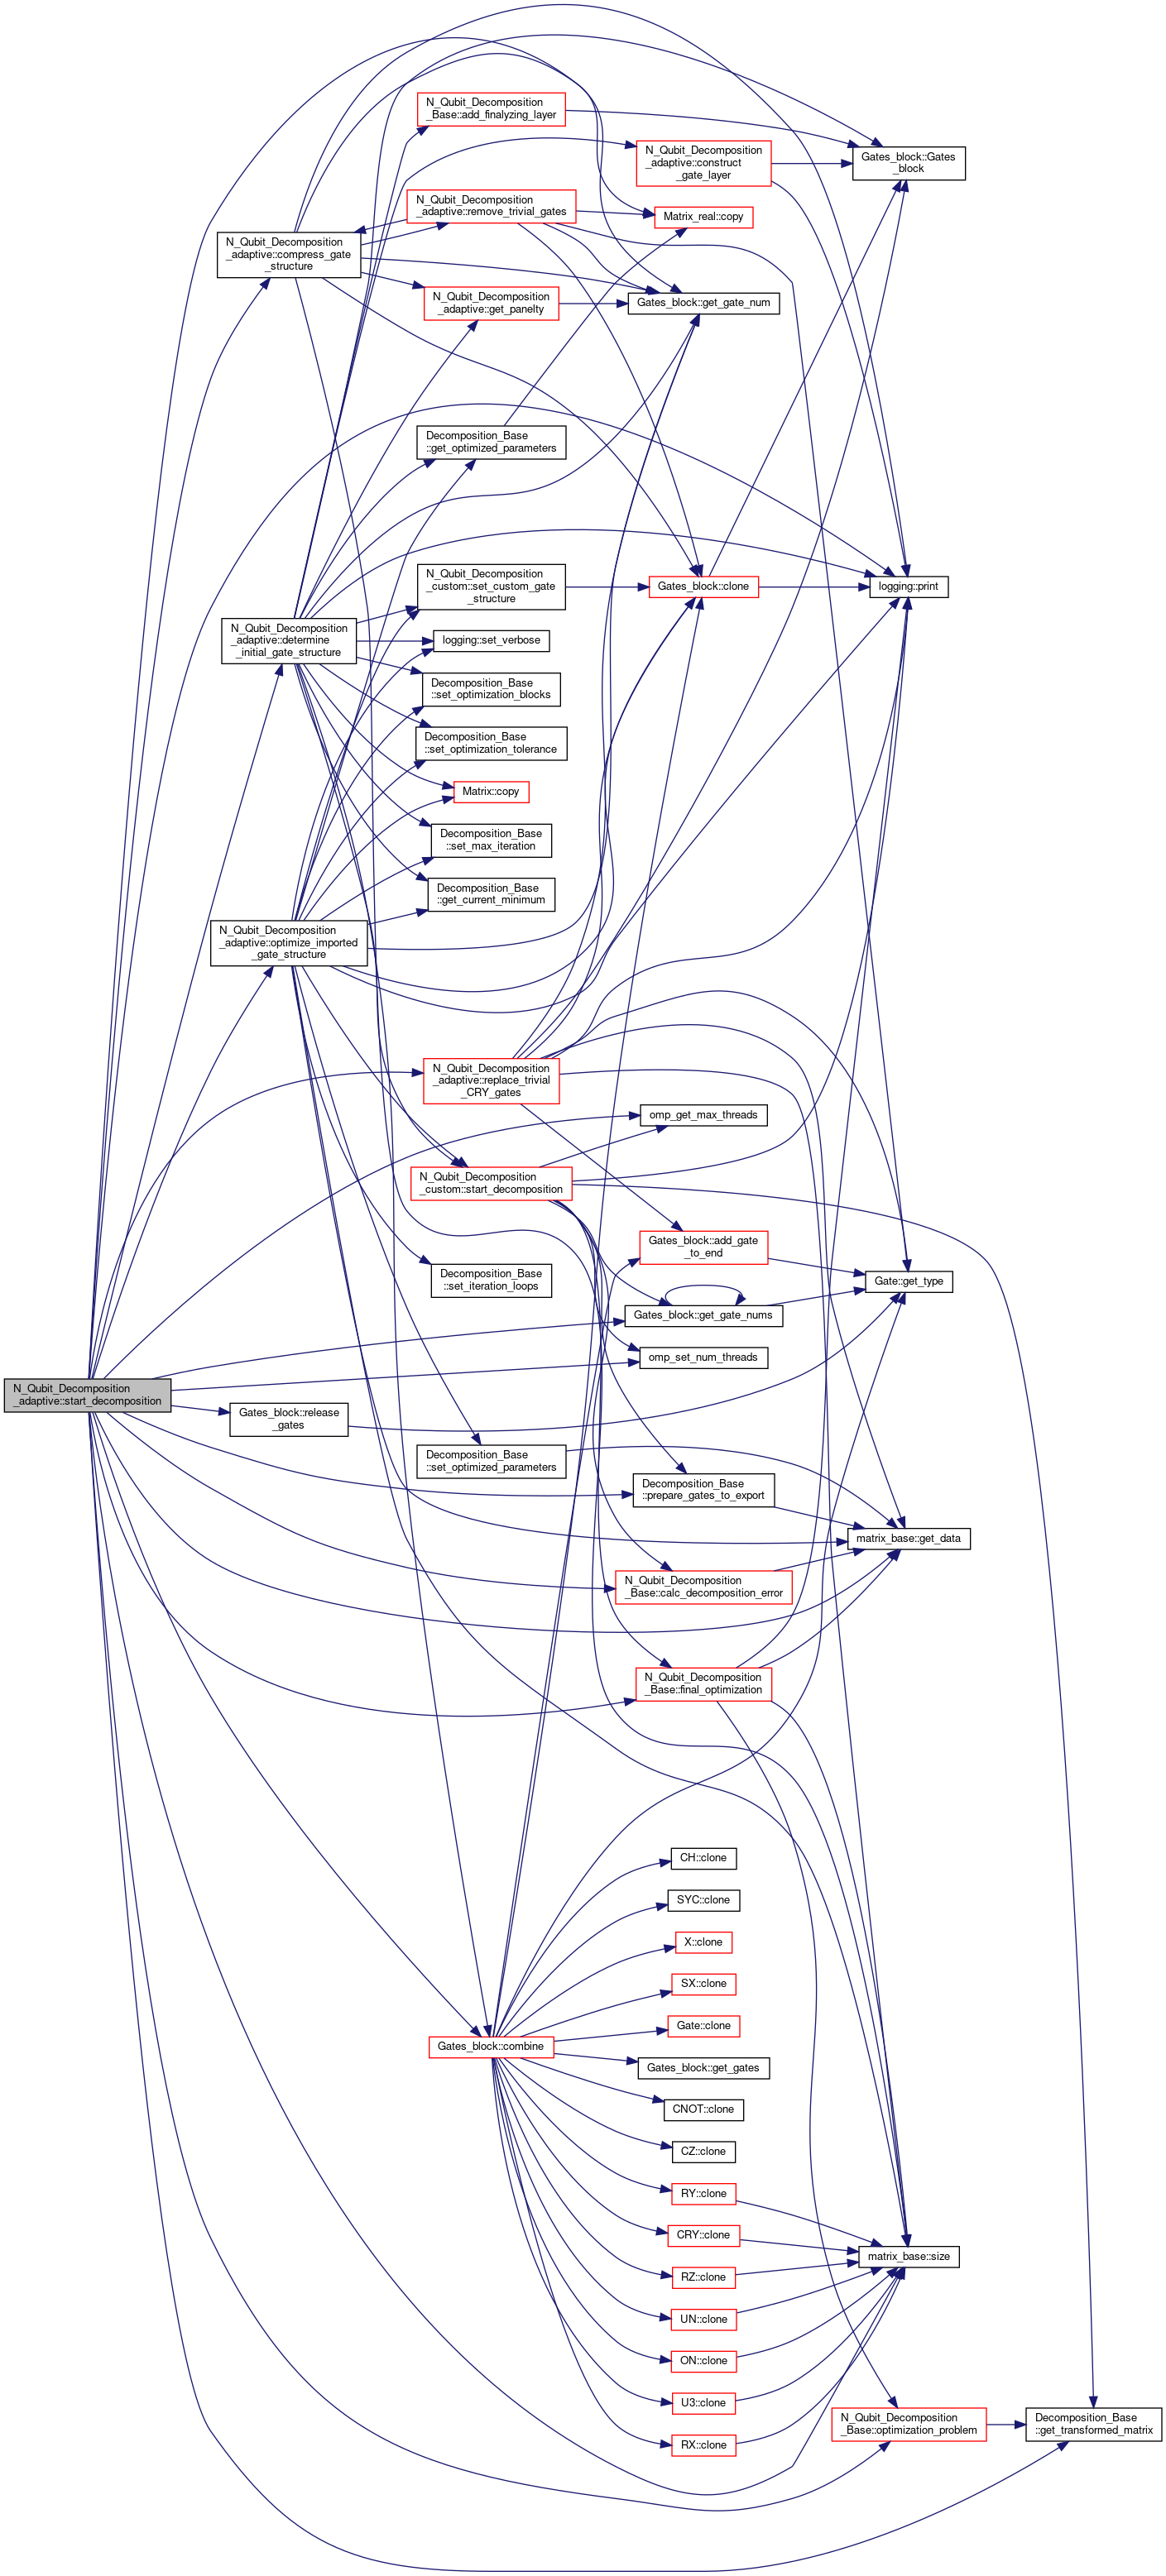 N_Qubit_Decomposition
_adaptive::start_decomposition
N_Qubit_Decomposition
_adaptive::compress_gate
_structure
N_Qubit_Decomposition
_adaptive::determine
_initial_gate_structure
N_Qubit_Decomposition
_adaptive::optimize_imported
_gate_structure
Gates_block::release
_gates
N_Qubit_Decomposition
_Base::add_finalyzing_layer
N_Qubit_Decomposition
_adaptive::remove_trivial_gates
N_Qubit_Decomposition
_adaptive::get_panelty
Decomposition_Base
::get_optimized_parameters
N_Qubit_Decomposition
_custom::set_custom_gate
_structure
logging::set_verbose
Decomposition_Base
::set_optimization_blocks
Decomposition_Base
::set_optimization_tolerance
Matrix::copy
Decomposition_Base
::set_max_iteration
Decomposition_Base
::get_current_minimum
N_Qubit_Decomposition
_adaptive::replace_trivial
_CRY_gates
N_Qubit_Decomposition
_custom::start_decomposition
Decomposition_Base
::set_iteration_loops
Decomposition_Base
::set_optimized_parameters
Gates_block::combine
N_Qubit_Decomposition
_adaptive::construct
_gate_layer
Matrix_real::copy
Gates_block::get_gate_num
Gates_block::clone
omp_get_max_threads
Gates_block::add_gate
_to_end
Gates_block::get_gate_nums
omp_set_num_threads
Decomposition_Base
::prepare_gates_to_export
N_Qubit_Decomposition
_Base::calc_decomposition_error
N_Qubit_Decomposition
_Base::final_optimization
CH::clone
SYC::clone
X::clone
SX::clone
Gate::clone
Gates_block::get_gates
CNOT::clone
CZ::clone
RY::clone
CRY::clone
RZ::clone
UN::clone
ON::clone
U3::clone
RX::clone
Gates_block::Gates
_block
logging::print
Gate::get_type
matrix_base::get_data
matrix_base::size
N_Qubit_Decomposition
_Base::optimization_problem
Decomposition_Base
::get_transformed_matrix